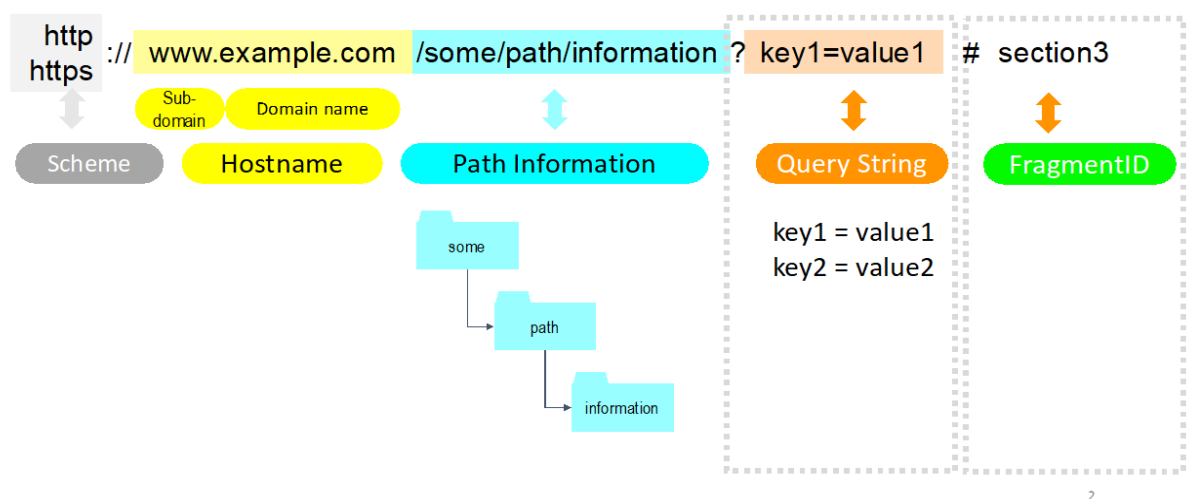 http
https
:// www.example.com /some/path/information ? key1=value1 # section3
Sub-
domain
Domain name
Scheme
Hostname
Path Information
Query String
FragmentID
some
path
information
key1 = value1
key2 = value2